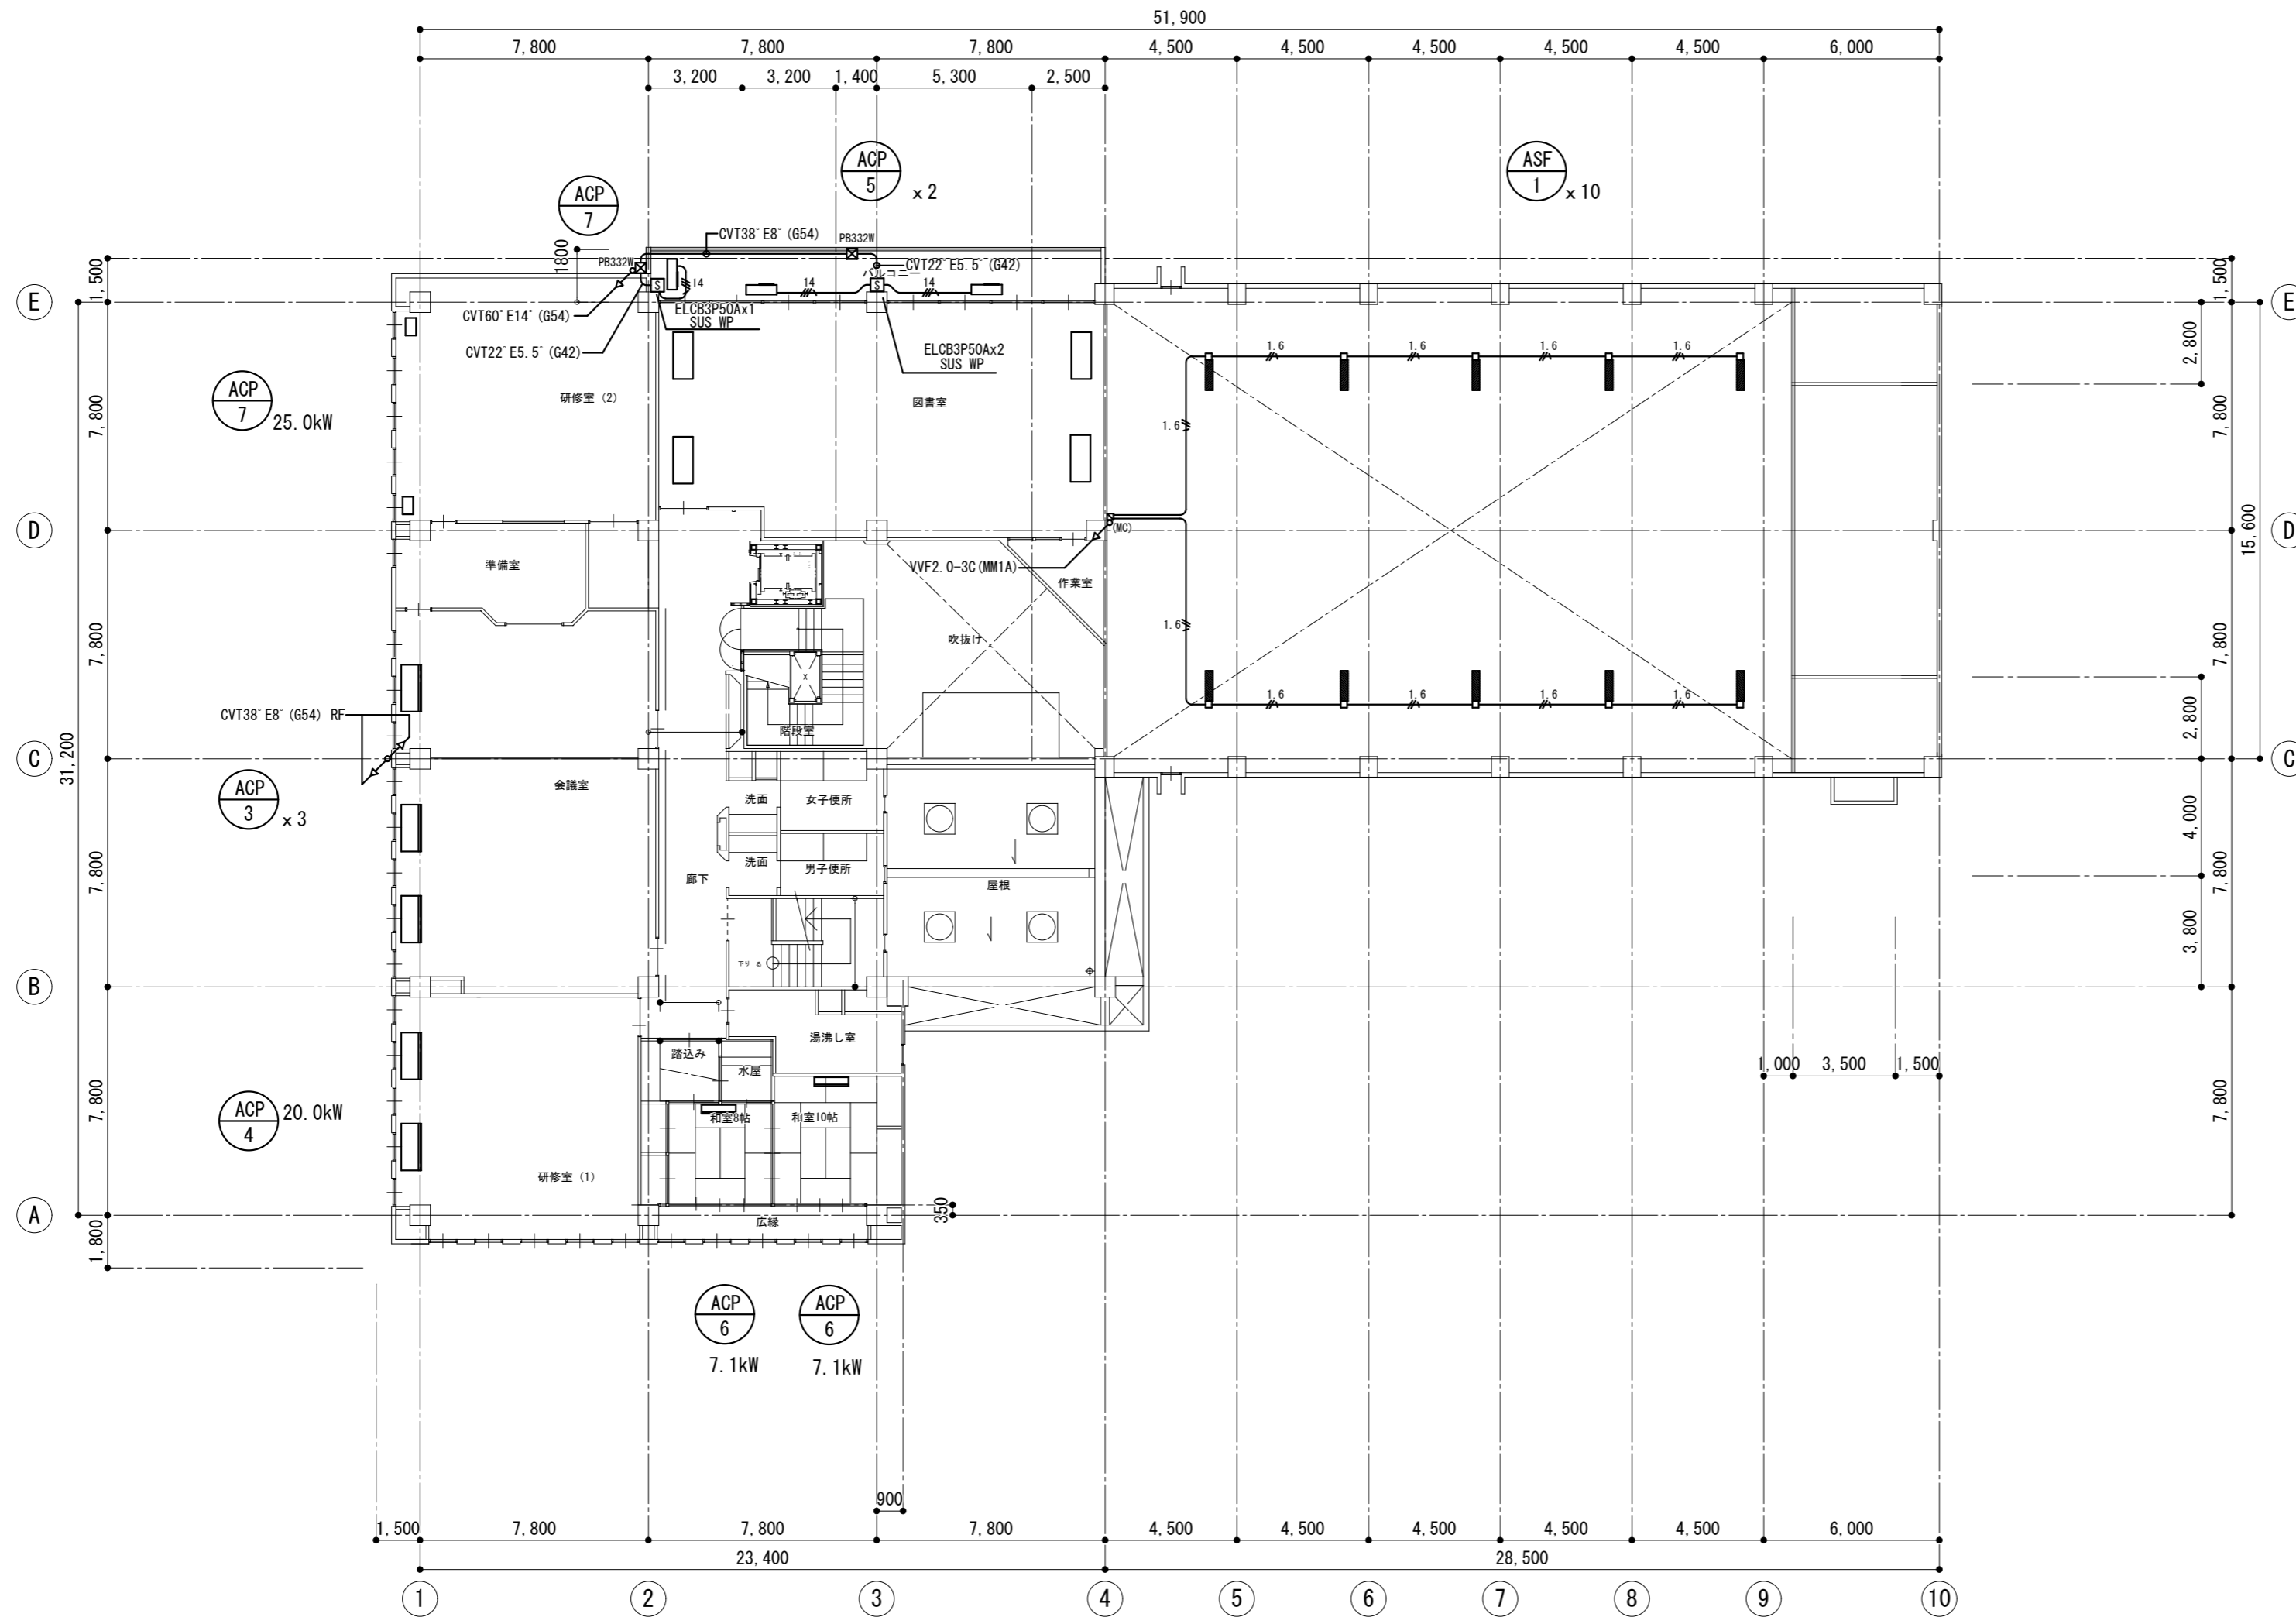 51,900
7,800 7,800 7,800 4,500 4,500 4,500 4,500 4,500 6,000
3,200 3,200 1,400 5,300 2,500
ACP
5
x 2
ASF
1
x 10
ACP
7
CVT38゜E8゜(G54)
PB332W
1800
PB332W
CVT22゜E5.5゜(G42)
バルコニー
1,500
1,500
S
14
14
S
14
E
E
CVT60゜E14゜(G54)
ELCB3P50Ax1
SUS WP
CVT22゜E5.5゜(G42)
ELCB3P50Ax2
SUS WP
1.6 1.6 1.6 1.6
2,800
ACP
7
25.0kW
研修室（2）
図書室
7,800
7,800
1.6
D
D
(MC)
15,600
準備室
VVF2.0-3C(MM1A)
作業室
吹抜け
1.6
7,800
7,800
X
1.6 1.6 1.6 1.6
CVT38゜E8゜(G54) RF
階段室
2,800
31,200
C
C
ACP
3
x 3
会議室
洗面
女子便所
洗面
男子便所
廊下
屋根
4,000
7,800
7,800
3,800
下り る
B
湯沸し室
踏込み
水屋
1,000 3,500 1,500
ACP
4
20.0kW
7,800
7,800
和室8帖
和室10帖
研修室（1）
350
A
広縁
1,800
ACP
6
7.1kW
ACP
6
7.1kW
900
1,500 7,800 7,800 7,800 4,500 4,500 4,500 4,500 4,500 6,000
23,400 28,500
1 2 3 4 5 6 7 8 9 10